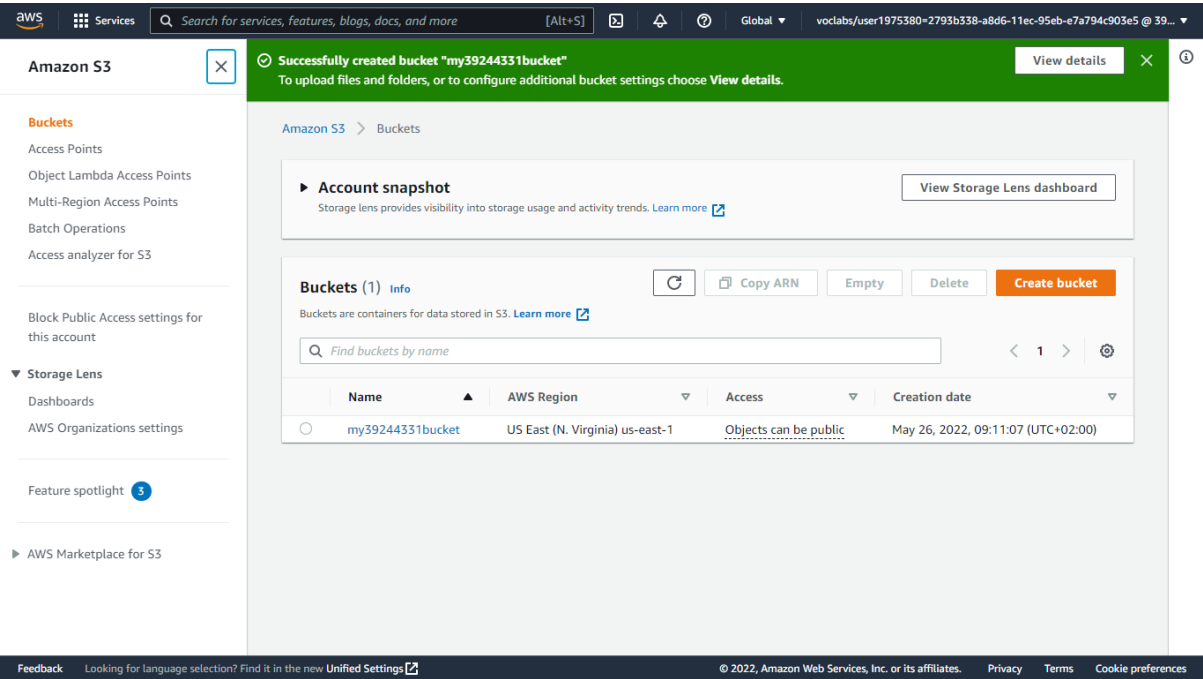 aws
Services
Search for services, features, blogs, docs, and more
[Alt+S]
Global
voclabs/user1975380=2793b338-a8d6-11ec-95eb-e7a794c903e5 @ 39...
Amazon S3
Buckets
Access Points
Object Lambda Access Points
Multi-Region Access Points
Batch Operations
Access analyzer for S3
Block Public Access settings for
this account
Storage Lens
Dashboards
AWS Organizations settings
Feature spotlight 3
AWS Marketplace for S3
Successfully created bucket "my39244331bucket"
To upload files and folders, or to configure additional bucket settings choose View details.
View details
Amazon S3 Buckets
Account snapshot
Storage lens provides visibility into storage usage and activity trends. Learn more
View Storage Lens dashboard
Buckets (1) Info
Copy ARN
Empty
Delete
Create bucket
Buckets are containers for data stored in S3. Learn more
Find buckets by name
1
Name AWS Region Access Creation date
my39244331bucket US East (N. Virginia) us-east-1 Objects can be public May 26, 2022, 09:11:07 (UTC+02:00)
Feedback Looking for language selection? Find it in the new Unified Settings © 2022, Amazon Web Services, Inc. or its affiliates. Privacy Terms Cookie preferences